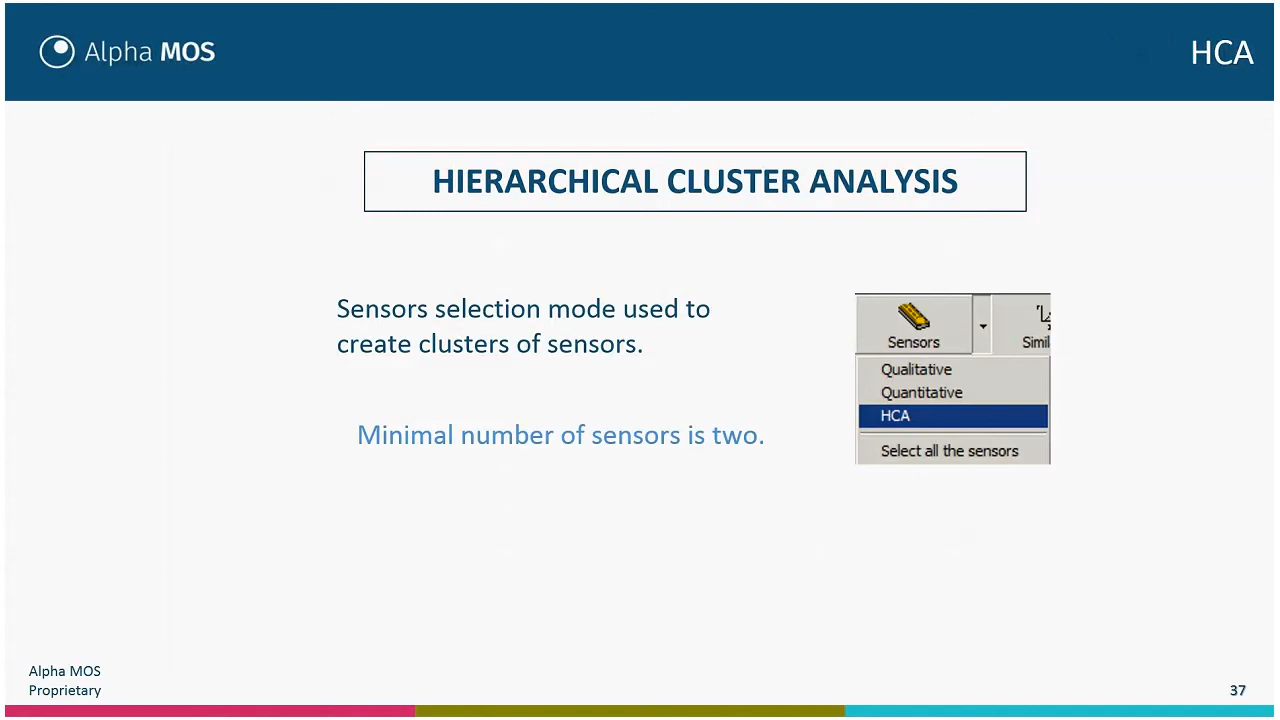 Alpha MOS
HCA
HIERARCHICAL CLUSTER ANALYSIS
Sensors selection mode used to
create clusters of sensors.
Minimal number of sensors is two.
Sensors
Simil
Qualitative
Quantitative
HCA
Select all the sensors
Alpha MOS
Proprietary
37